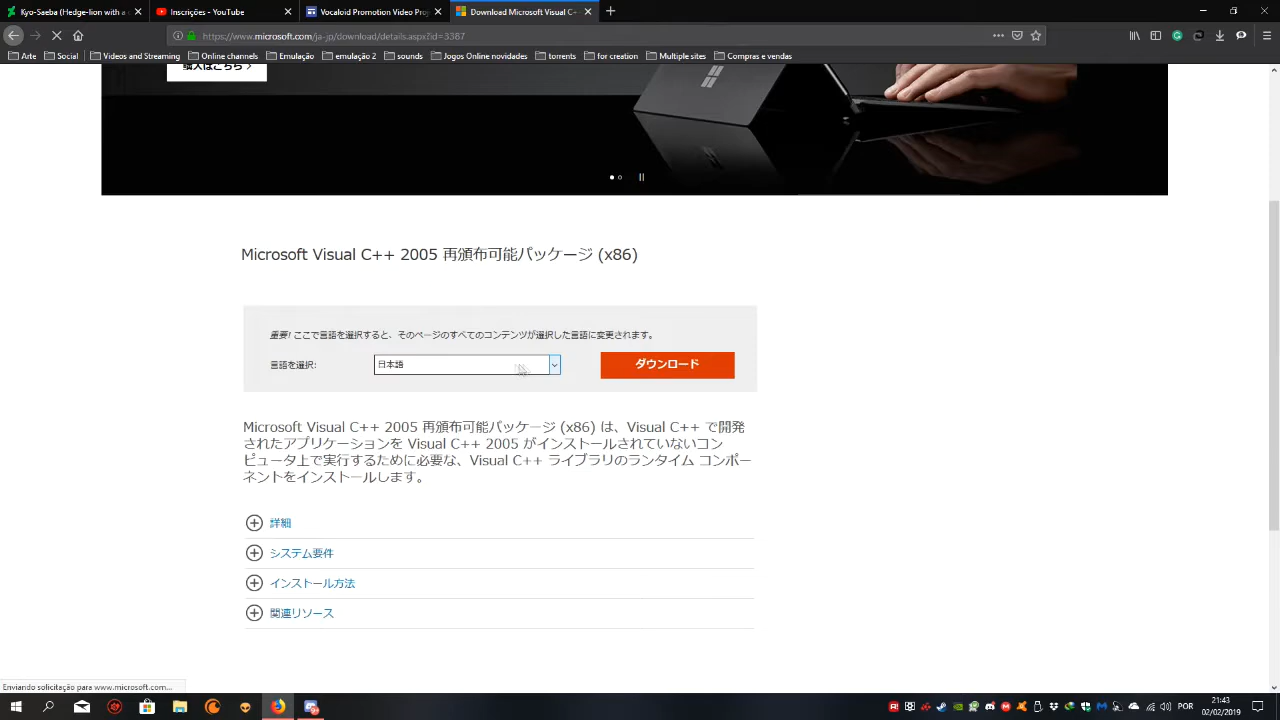 Kyo-Saeba (Hedge-lion with a c
Inscrições - YouTube
Vocaloid Promotion Video Proj
Download Microsoft Visual C+
https://www.microsoft.com/ja-jp/download/details.aspx?id=3387
Arte Social Videos and Streaming Online channels Emulação emulação 2 sounds Jogos Online novidades torrents for creation Multiple sites Compras e vendas
購入はこちら >
Microsoft Visual C++ 2005 再頒布可能パッケージ (x86)
重要! ここで言語を選択すると、そのページのすべてのコンテンツが選択した言語に変更されます。
言語を選択: 日本語 ダウンロード
Microsoft Visual C++ 2005 再頒布可能パッケージ (x86) は、Visual C++ で開発
されたアプリケーションを Visual C++ 2005 がインストールされていないコン
ピュータ上で実行するために必要な、Visual C++ ライブラリのランタイム コンポー
ネントをインストールします。
詳細
システム要件
インストール方法
関連リソース
Enviando solicitação para www.microsoft.com...
POR
21:43
02/02/2019